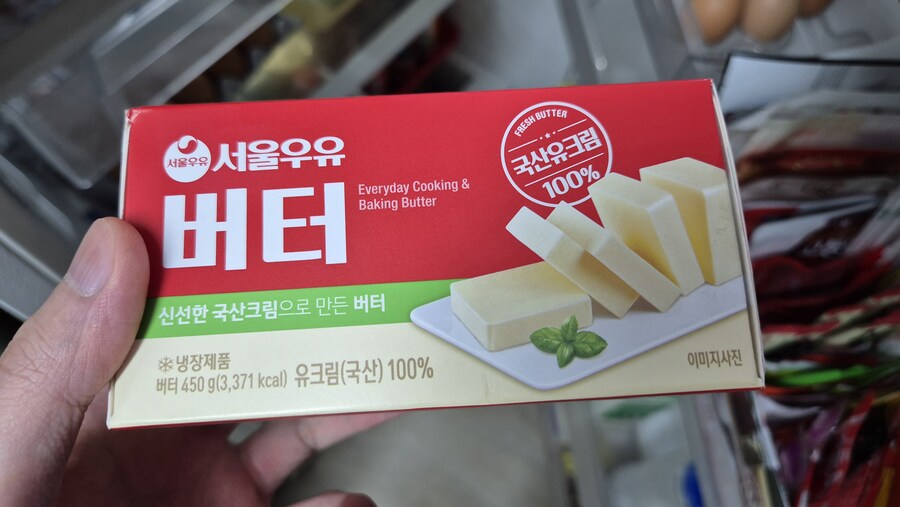 서울우유
서울우유
버터
Everyday Cooking &
Baking Butter
FRESH BUTTER
국산유크림
100%
신선한 국산크림으로 만든 버터
냉장제품
버터 450 g(3,371 kcal) 유크림(국산) 100%
이미지사진